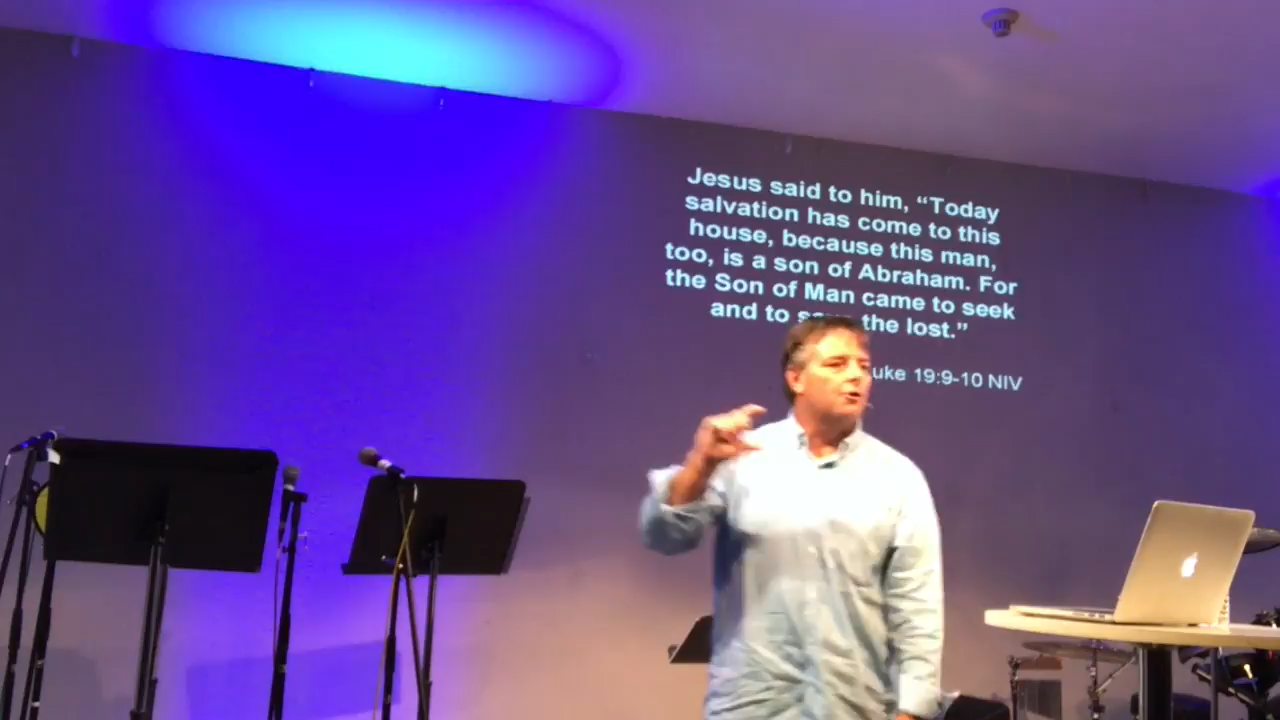 Jesus said to him, “Today
salvation has come to this
house, because this man,
too, is a son of Abraham. For
the Son of Man came to seek
and to the lost.”
19:9-10 NIV